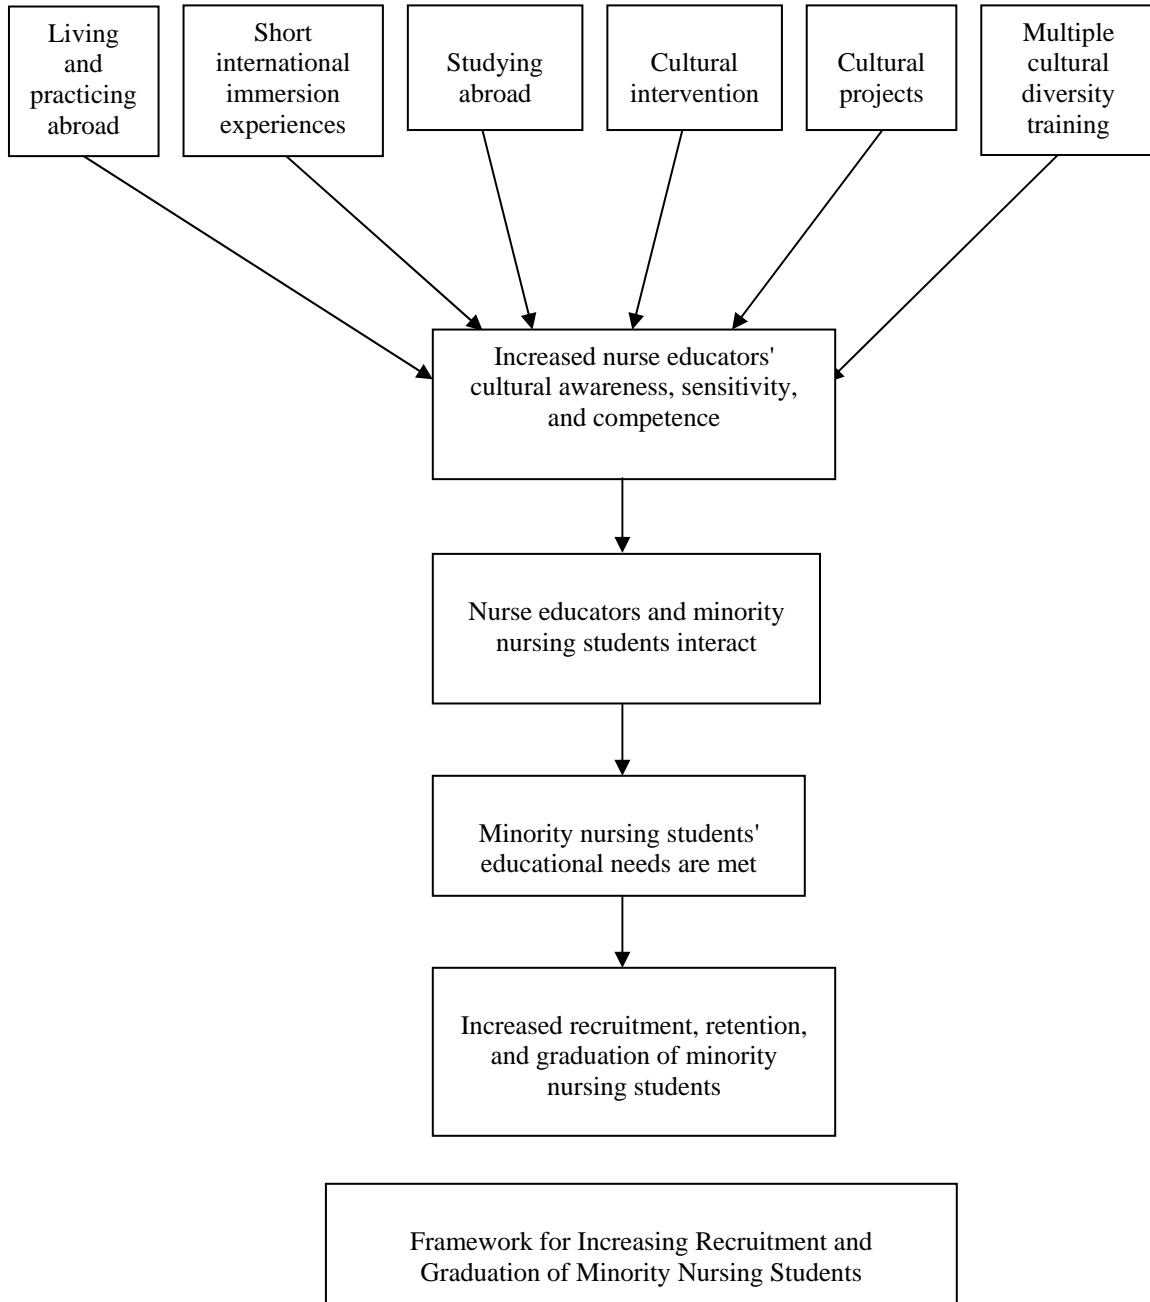 Living
and
practicing
abroad
Short
international
immersion
experiences
Studying
abroad
Cultural
intervention
Cultural
projects
Multiple
cultural
diversity
training
Increased nurse educators'
cultural awareness, sensitivity,
and competence
Nurse educators and minority
nursing students interact
Minority nursing students'
educational needs are met
Increased recruitment, retention,
and graduation of minority
nursing students
Framework for Increasing Recruitment and
Graduation of Minority Nursing Students